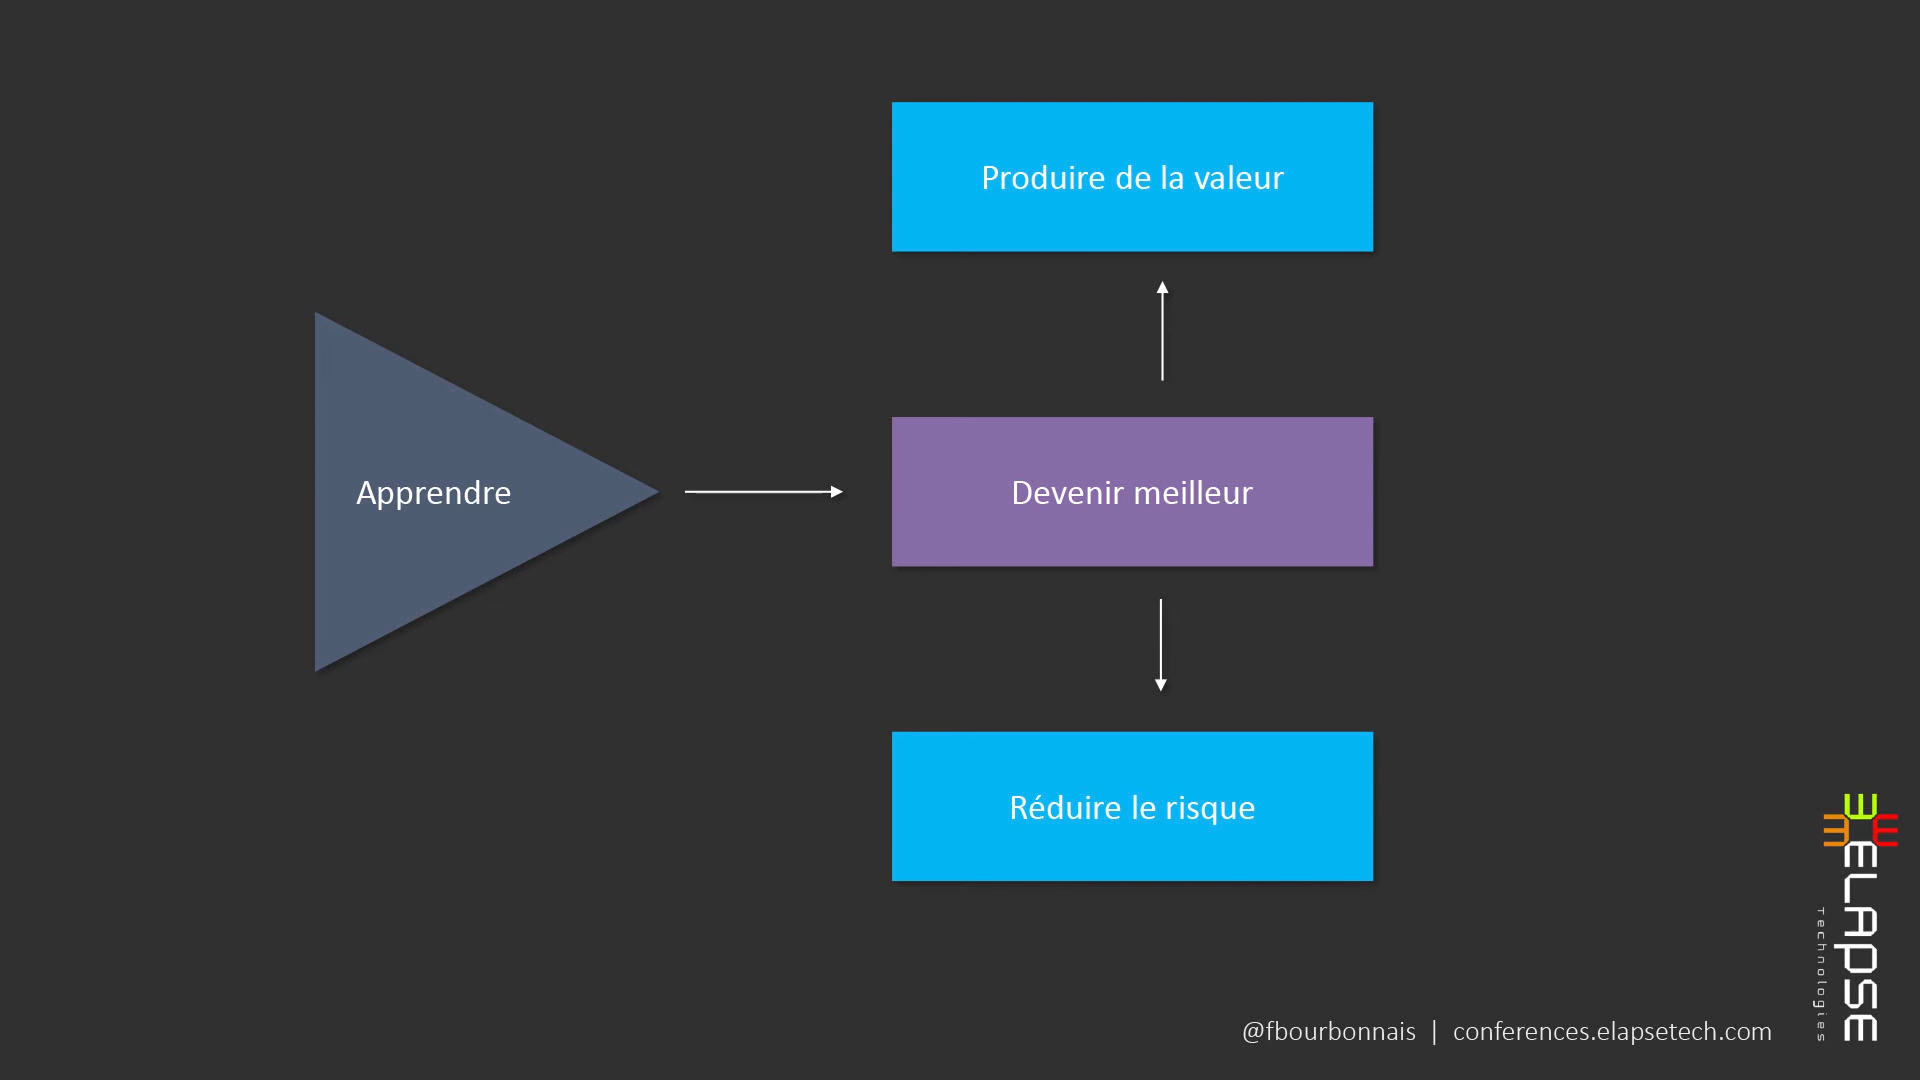 Produire de la valeur
Apprendre
Devenir meilleur
Réduire le risque
ELAPSE
Technologies
@fbourbonnais | conferences.elapsetech.com